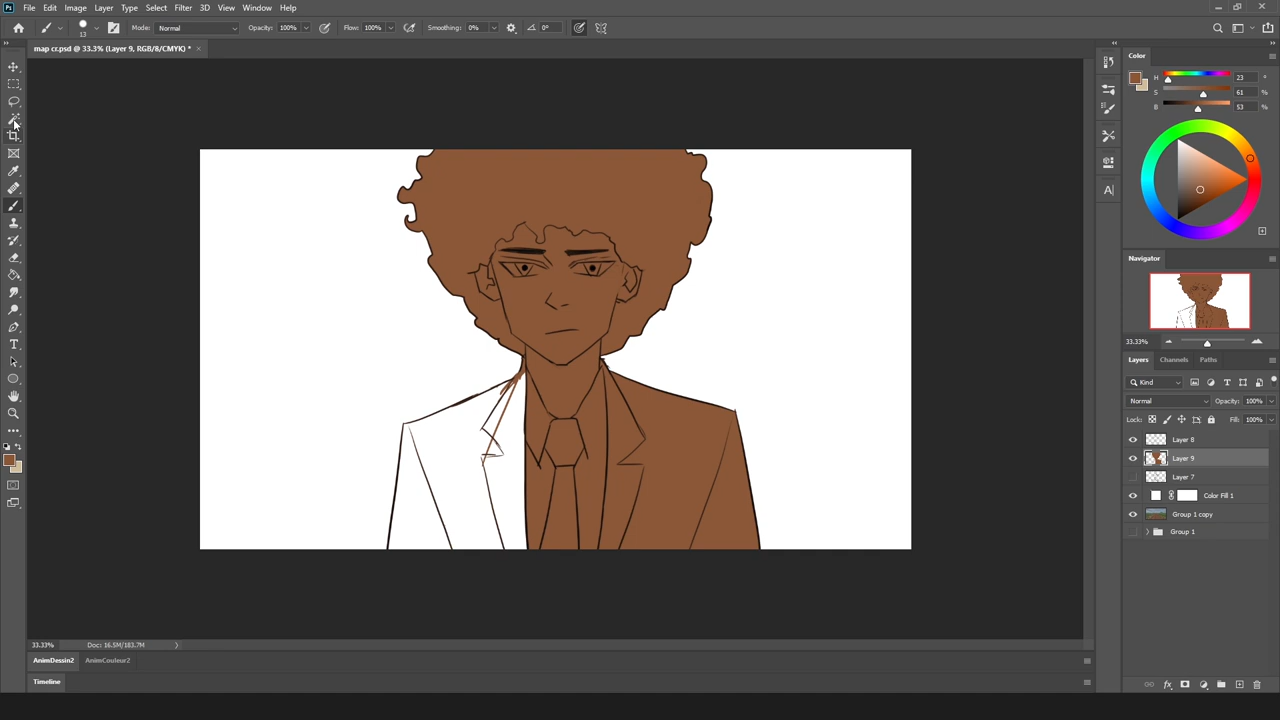 File Edit Image Layer Type Select Filter 3D View Window Help
13 Mode: Normal Opacity: 100% Flow: 100% Smoothing: 0% 0°
map cr.psd @ 33.3% (Layer 9, RGB/8/CMYK) *
Color
H 23 °
S 61 %
B 53 %
Navigator
33.33%
Layers Channels Paths
Kind
Normal Opacity: 100%
Lock: Fill: 100%
Layer 8
Layer 9
Layer 7
Color Fill 1
Group 1 copy
Group 1
33.33% Doc: 16.5M/183.7M
AnimDessin2 AnimCouleur2
Timeline